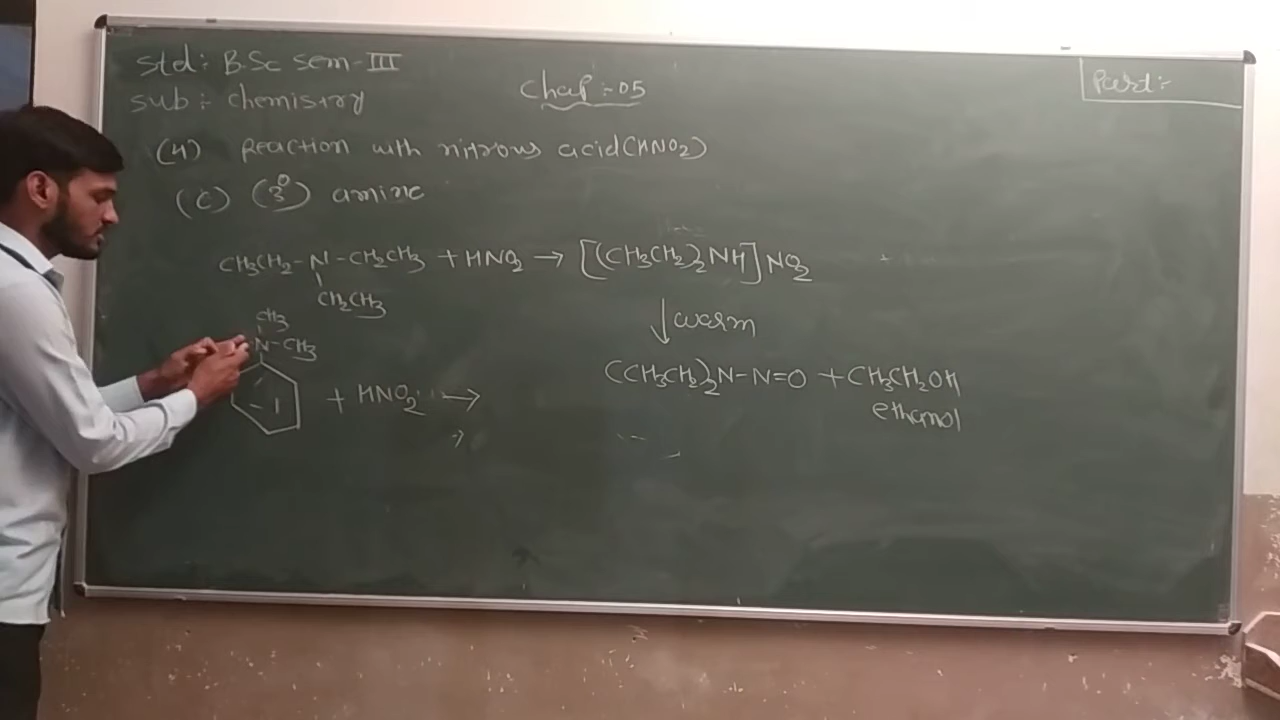 Std : B.Sc sem-III
Sub : chemistry
Chap :- 05
Part :-
(4) Reaction with nitrous acid (HNO2)
(C) (3°) amine
CH3CH2-N-CH2CH3 + HNO2 → [(CH3CH2)2NH]NO2
CH2CH3
↓ warm
CH3
N-CH3
(CH3CH2)2N-N=O + CH3CH2OH
+ HNO2 →
ethanol